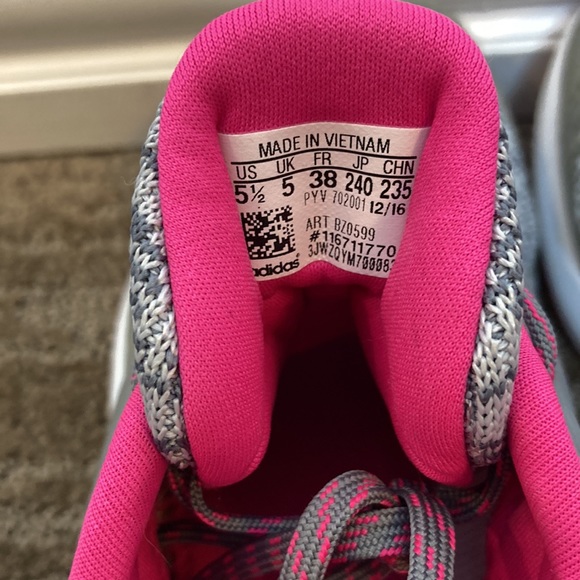 MADE IN VIETNAM
US UK FR JP CHN
5½ 5 38 240 235
PYV 702001 12/16
ART BZ0599
#116711770
adidas 3JWZQYM70008